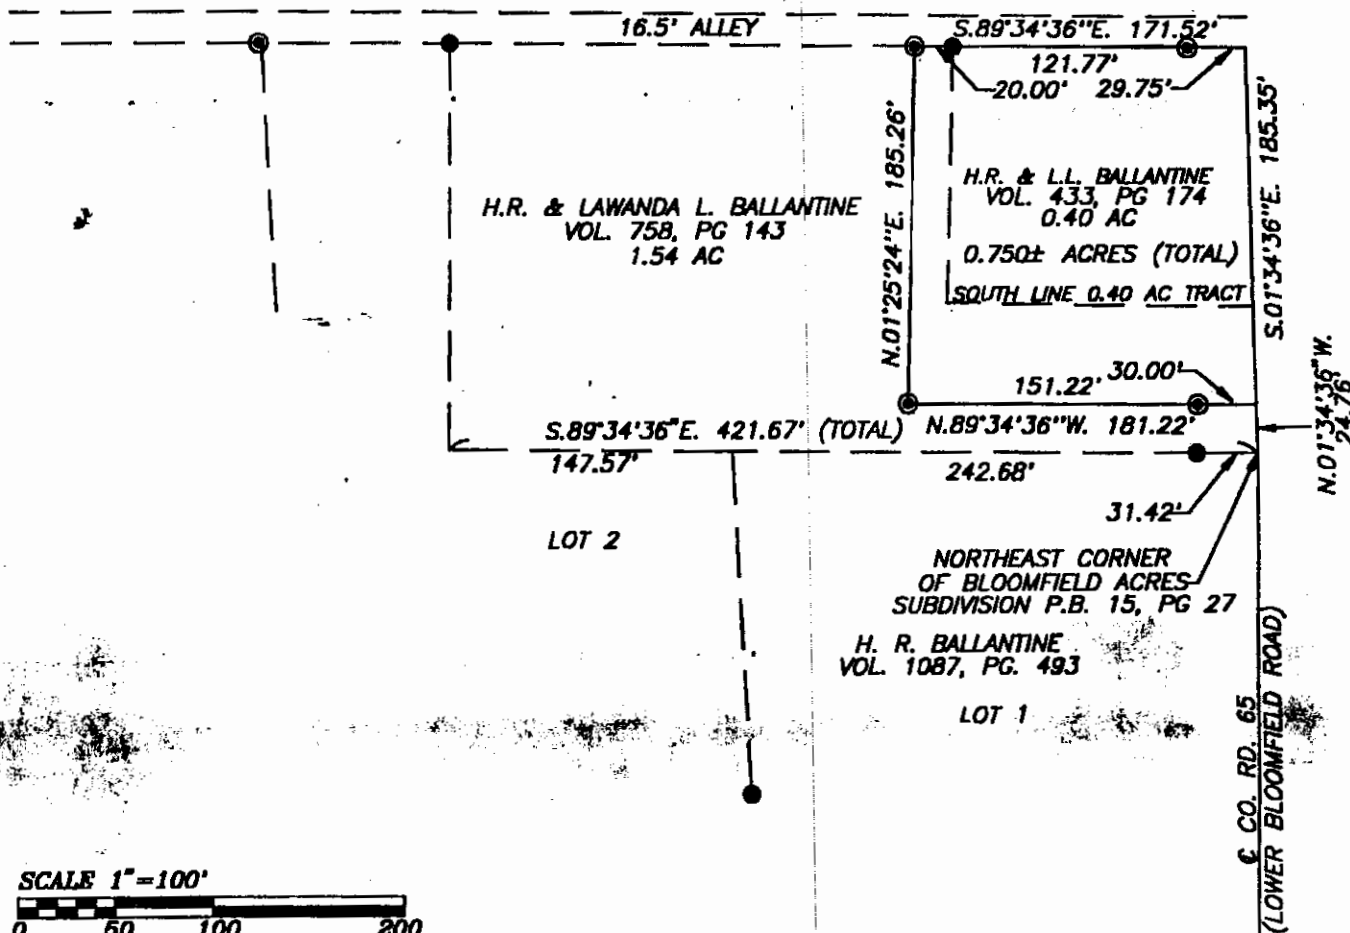 16.5' ALLEY
S.89°34'36"E. 171.52'
121.77'
20.00'
29.75'
N.01°25'24"E. 185.26'
S.01°34'36"E. 185.35'
H.R. & LAWANDA L. BALLANTINE
VOL. 758, PG 143
1.54 AC
H.R. & L.L. BALLANTINE
VOL. 433, PG 174
0.40 AC
0.750± ACRES (TOTAL)
SOUTH LINE 0.40 AC TRACT
151.22'
30.00'
N.01°34'36"W.
24.76'
S.89°34'36"E. 421.67' (TOTAL)
N.89°34'36"W. 181.22'
147.57'
242.68'
31.42'
LOT 2
NORTHEAST CORNER
OF BLOOMFIELD ACRES
SUBDIVISION P.B. 15, PG 27
H. R. BALLANTINE
VOL. 1087, PG. 493
LOT 1
℄ CO. RD. 65
(LOWER BLOOMFIELD ROAD)
SCALE 1"=100'
0 50 100 200